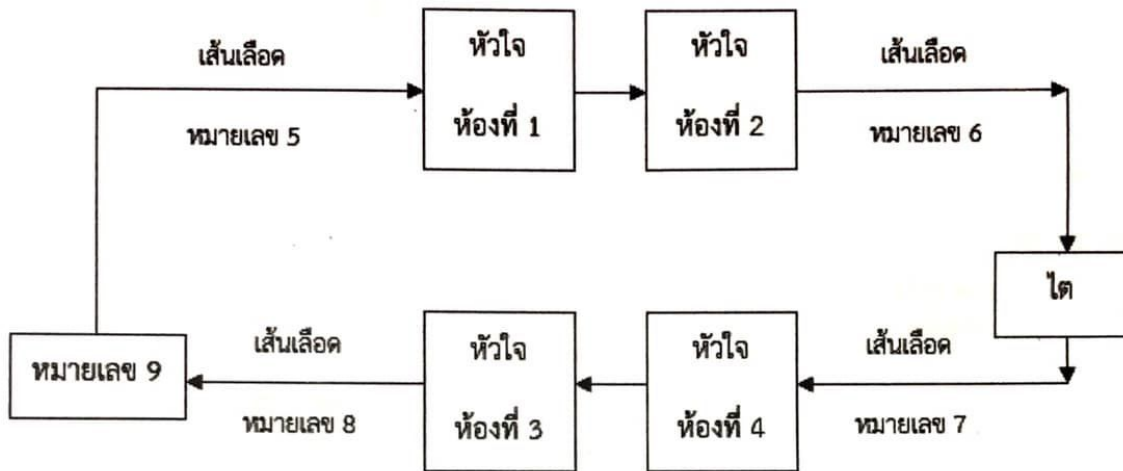 เส้นเลือด
หมายเลข 5
หัวใจ
ห้องที่ 1
หัวใจ
ห้องที่ 2
เส้นเลือด
หมายเลข 6
ไต
หมายเลข 9
เส้นเลือด
หมายเลข 8
หัวใจ
ห้องที่ 3
หัวใจ
ห้องที่ 4
เส้นเลือด
หมายเลข 7